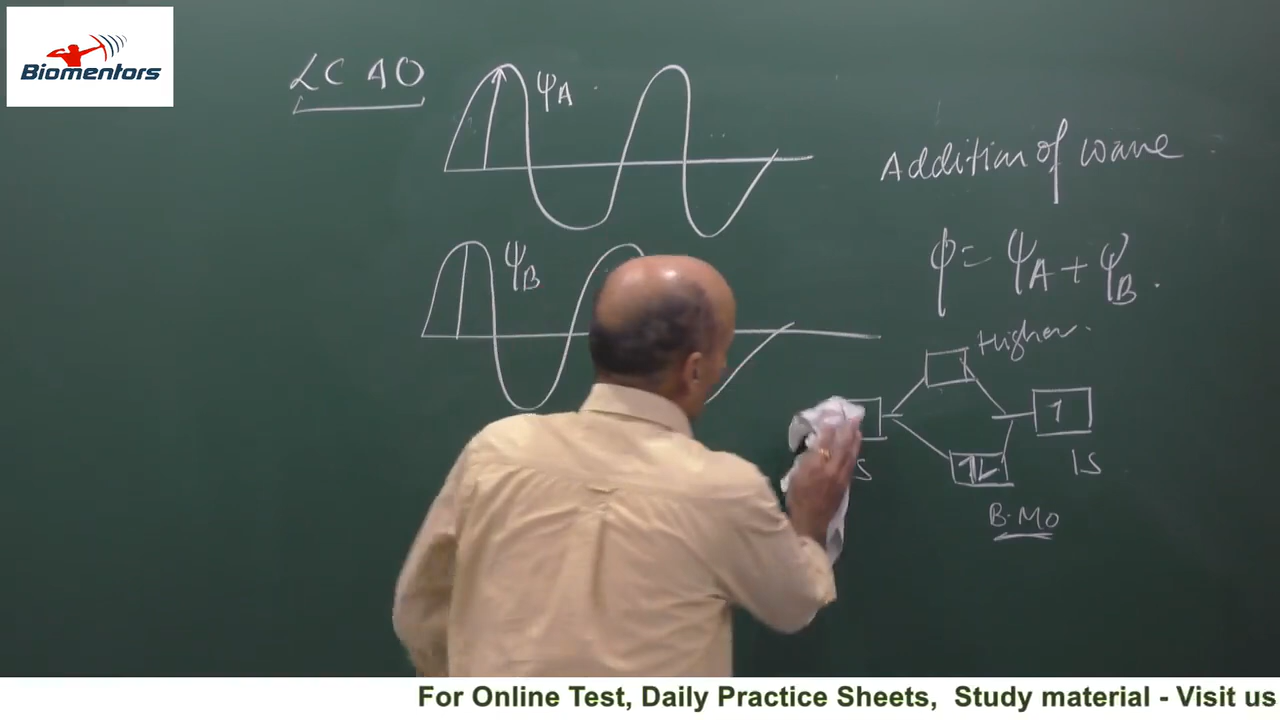 Biomentors
LCAO
ψA
Addition of wave
ψB
φ = ψA + ψB
Higher
1
1L
S
1S
B.MO
For Online Test, Daily Practice Sheets, Study material - Visit us